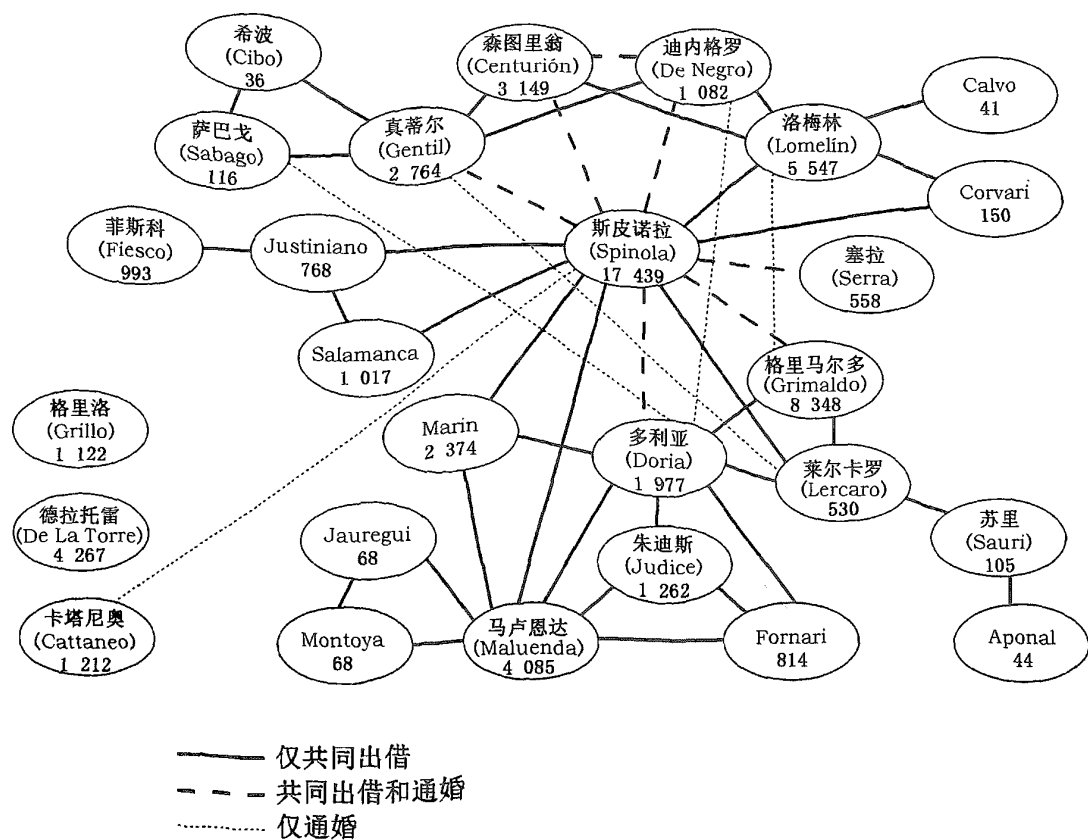 希波
(Cibo)
36
森图里翁
(Centurión)
3 149
迪内格罗
(De Negro)
1 082
Calvo
41
萨巴戈
(Sabago)
116
真蒂尔
(Gentil)
2 764
洛梅林
(Lomelín)
5 547
Corvari
150
菲斯科
(Fiesco)
993
Justiniano
768
斯皮诺拉
(Spinola)
17 439
塞拉
(Serra)
558
Salamanca
1 017
格里马尔多
(Grimaldo)
8 348
格里洛
(Grillo)
1 122
Marin
2 374
多利亚
(Doria)
1 977
莱尔卡罗
(Lercaro)
530
德拉托雷
(De La Torre)
4 267
Jauregui
68
朱迪斯
(Judice)
1 262
苏里
(Sauri)
105
卡塔尼奥
(Cattaneo)
1 212
Montoya
68
马卢恩达
(Maluenda)
4 085
Fornari
814
Aponal
44
仅共同出借
共同出借和通婚
仅通婚